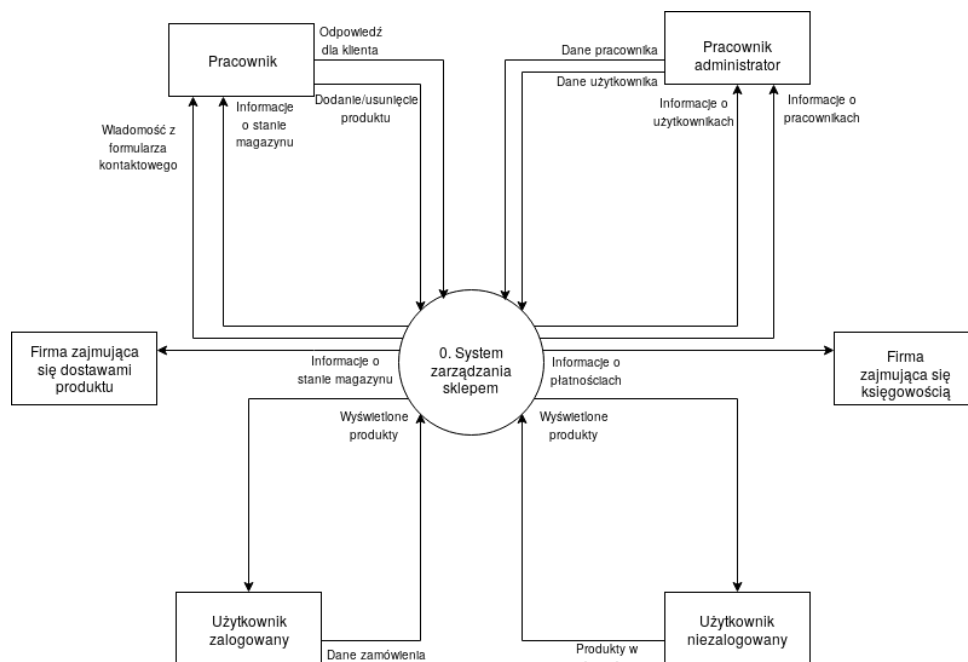 Pracownik
Odpowiedź
dla klienta
Dodanie/usunięcie
produktu
Informacje
o stanie
magazynu
Wiadomość z
formularza
kontaktowego
Pracownik
administrator
Dane pracownika
Dane użytkownika
Informacje o
użytkownikach
Informacje o
pracownikach
Firma zajmująca
się dostawami
produktu
Informacje o
stanie magazynu
0. System
zarządzania
sklepem
Informacje o
płatnościach
Firma
zajmująca się
księgowością
Wyświetlone
produkty
Wyświetlone
produkty
Użytkownik
zalogowany
Dane zamówienia
Użytkownik
niezalogowany
Produkty w